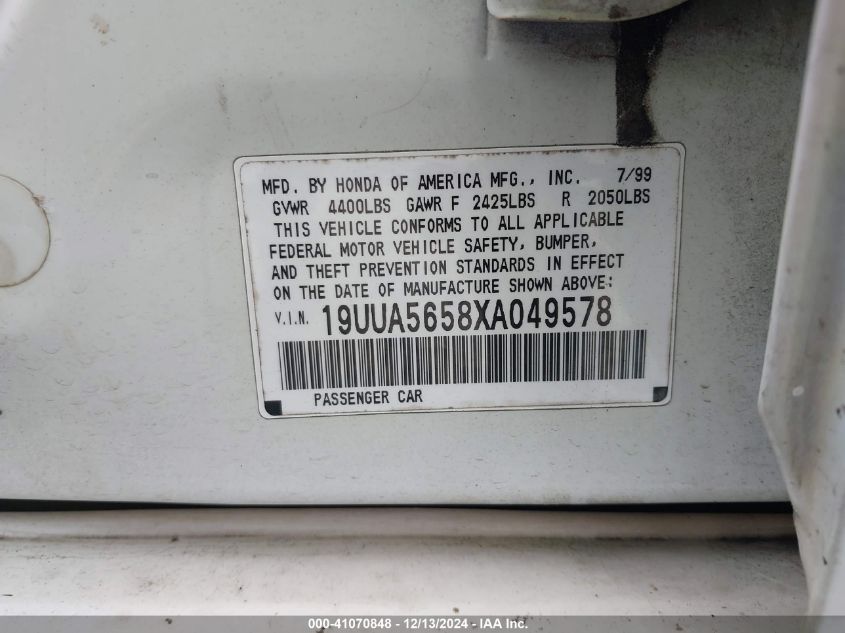 MFD. BY HONDA OF AMERICA MFG., INC. 7/99
GVWR 4400LBS GAWR F 2425LBS R 2050LBS
THIS VEHICLE CONFORMS TO ALL APPLICABLE
FEDERAL MOTOR VEHICLE SAFETY, BUMPER,
AND THEFT PREVENTION STANDARDS IN EFFECT
ON THE DATE OF MANUFACTURE SHOWN ABOVE:
V.I.N. 19UUA5658XA049578
PASSENGER CAR
000-41070848 - 12/13/2024 - IAA Inc.